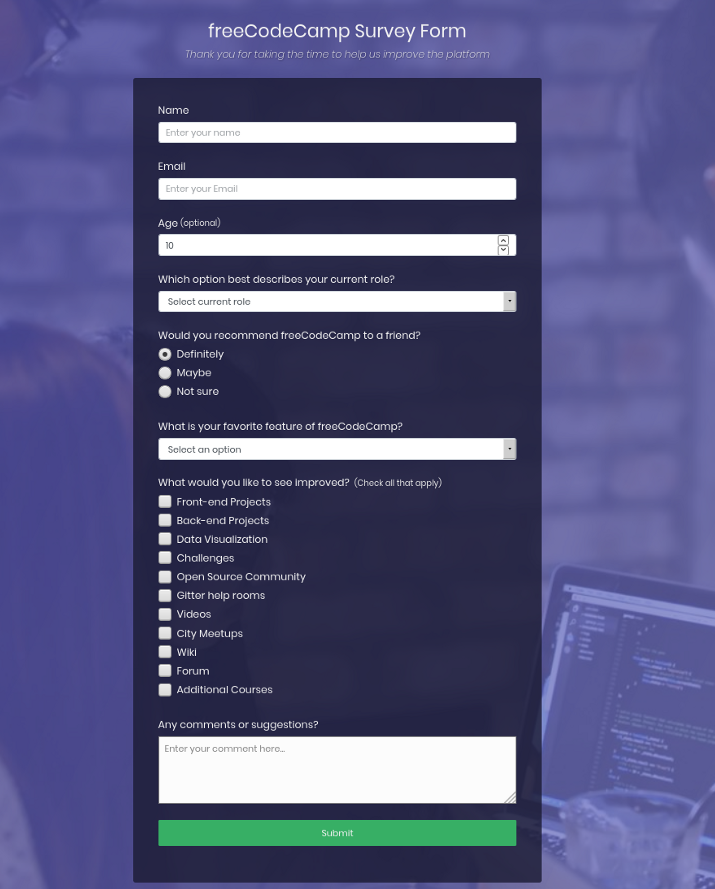 freeCodeCamp Survey Form
Thank you for taking the time to help us improve the platform
Name
Enter your name
Email
Enter your Email
Age (optional)
10
Which option best describes your current role?
Select current role
Would you recommend freeCodeCamp to a friend?
Definitely
Maybe
Not sure
What is your favorite feature of freeCodeCamp?
Select an option
What would you like to see improved? (Check all that apply)
Front-end Projects
Back-end Projects
Data Visualization
Challenges
Open Source Community
Gitter help rooms
Videos
City Meetups
Wiki
Forum
Additional Courses
Any comments or suggestions?
Enter your comment here...
Submit